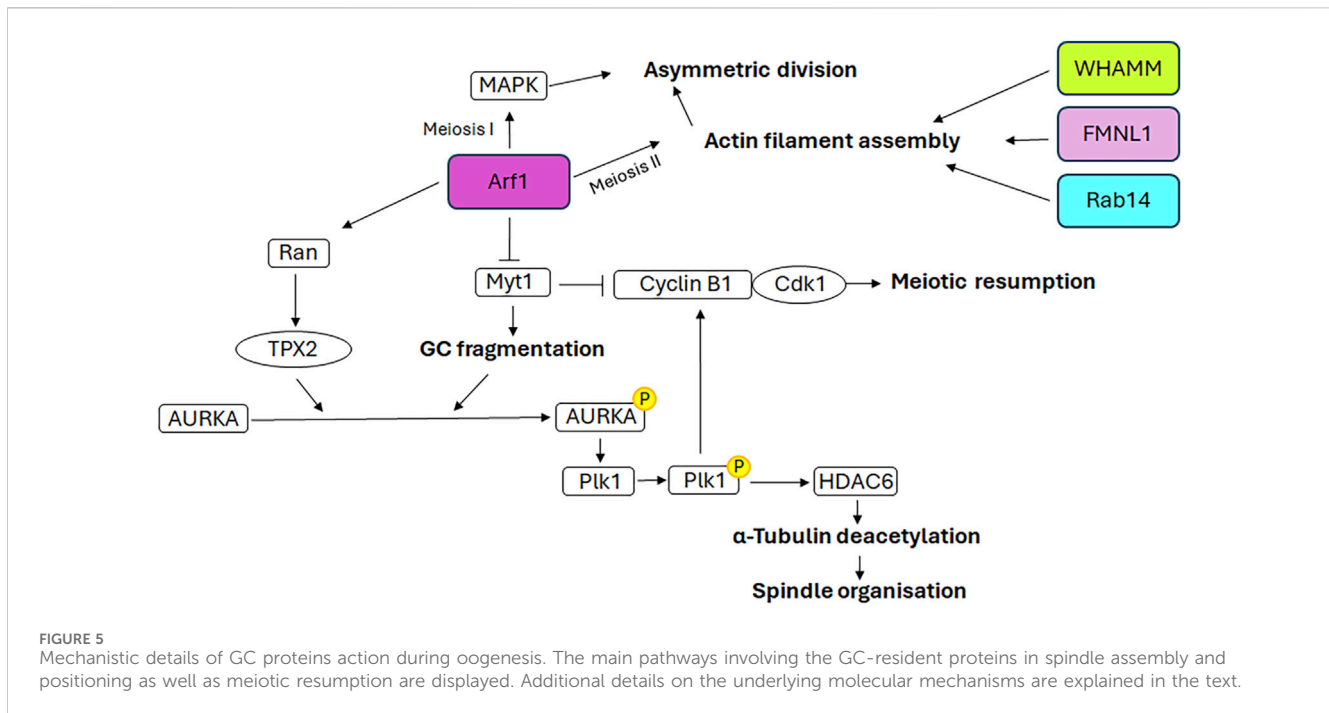 MAPK
Asymmetric division
WHAMM
Meiosis I
Actin filament assembly
FMNL1
Arf1
Meiosis II
Rab14
Ran
Myt1
Cyclin B1
Cdk1
Meiotic resumption
TPX2
GC fragmentation
AURKA
AURKA
P
Plk1
Plk1
P
HDAC6
α-Tubulin deacetylation
Spindle organisation
FIGURE 5
Mechanistic details of GC proteins action during oogenesis. The main pathways involving the GC-resident proteins in spindle assembly and
positioning as well as meiotic resumption are displayed. Additional details on the underlying molecular mechanisms are explained in the text.